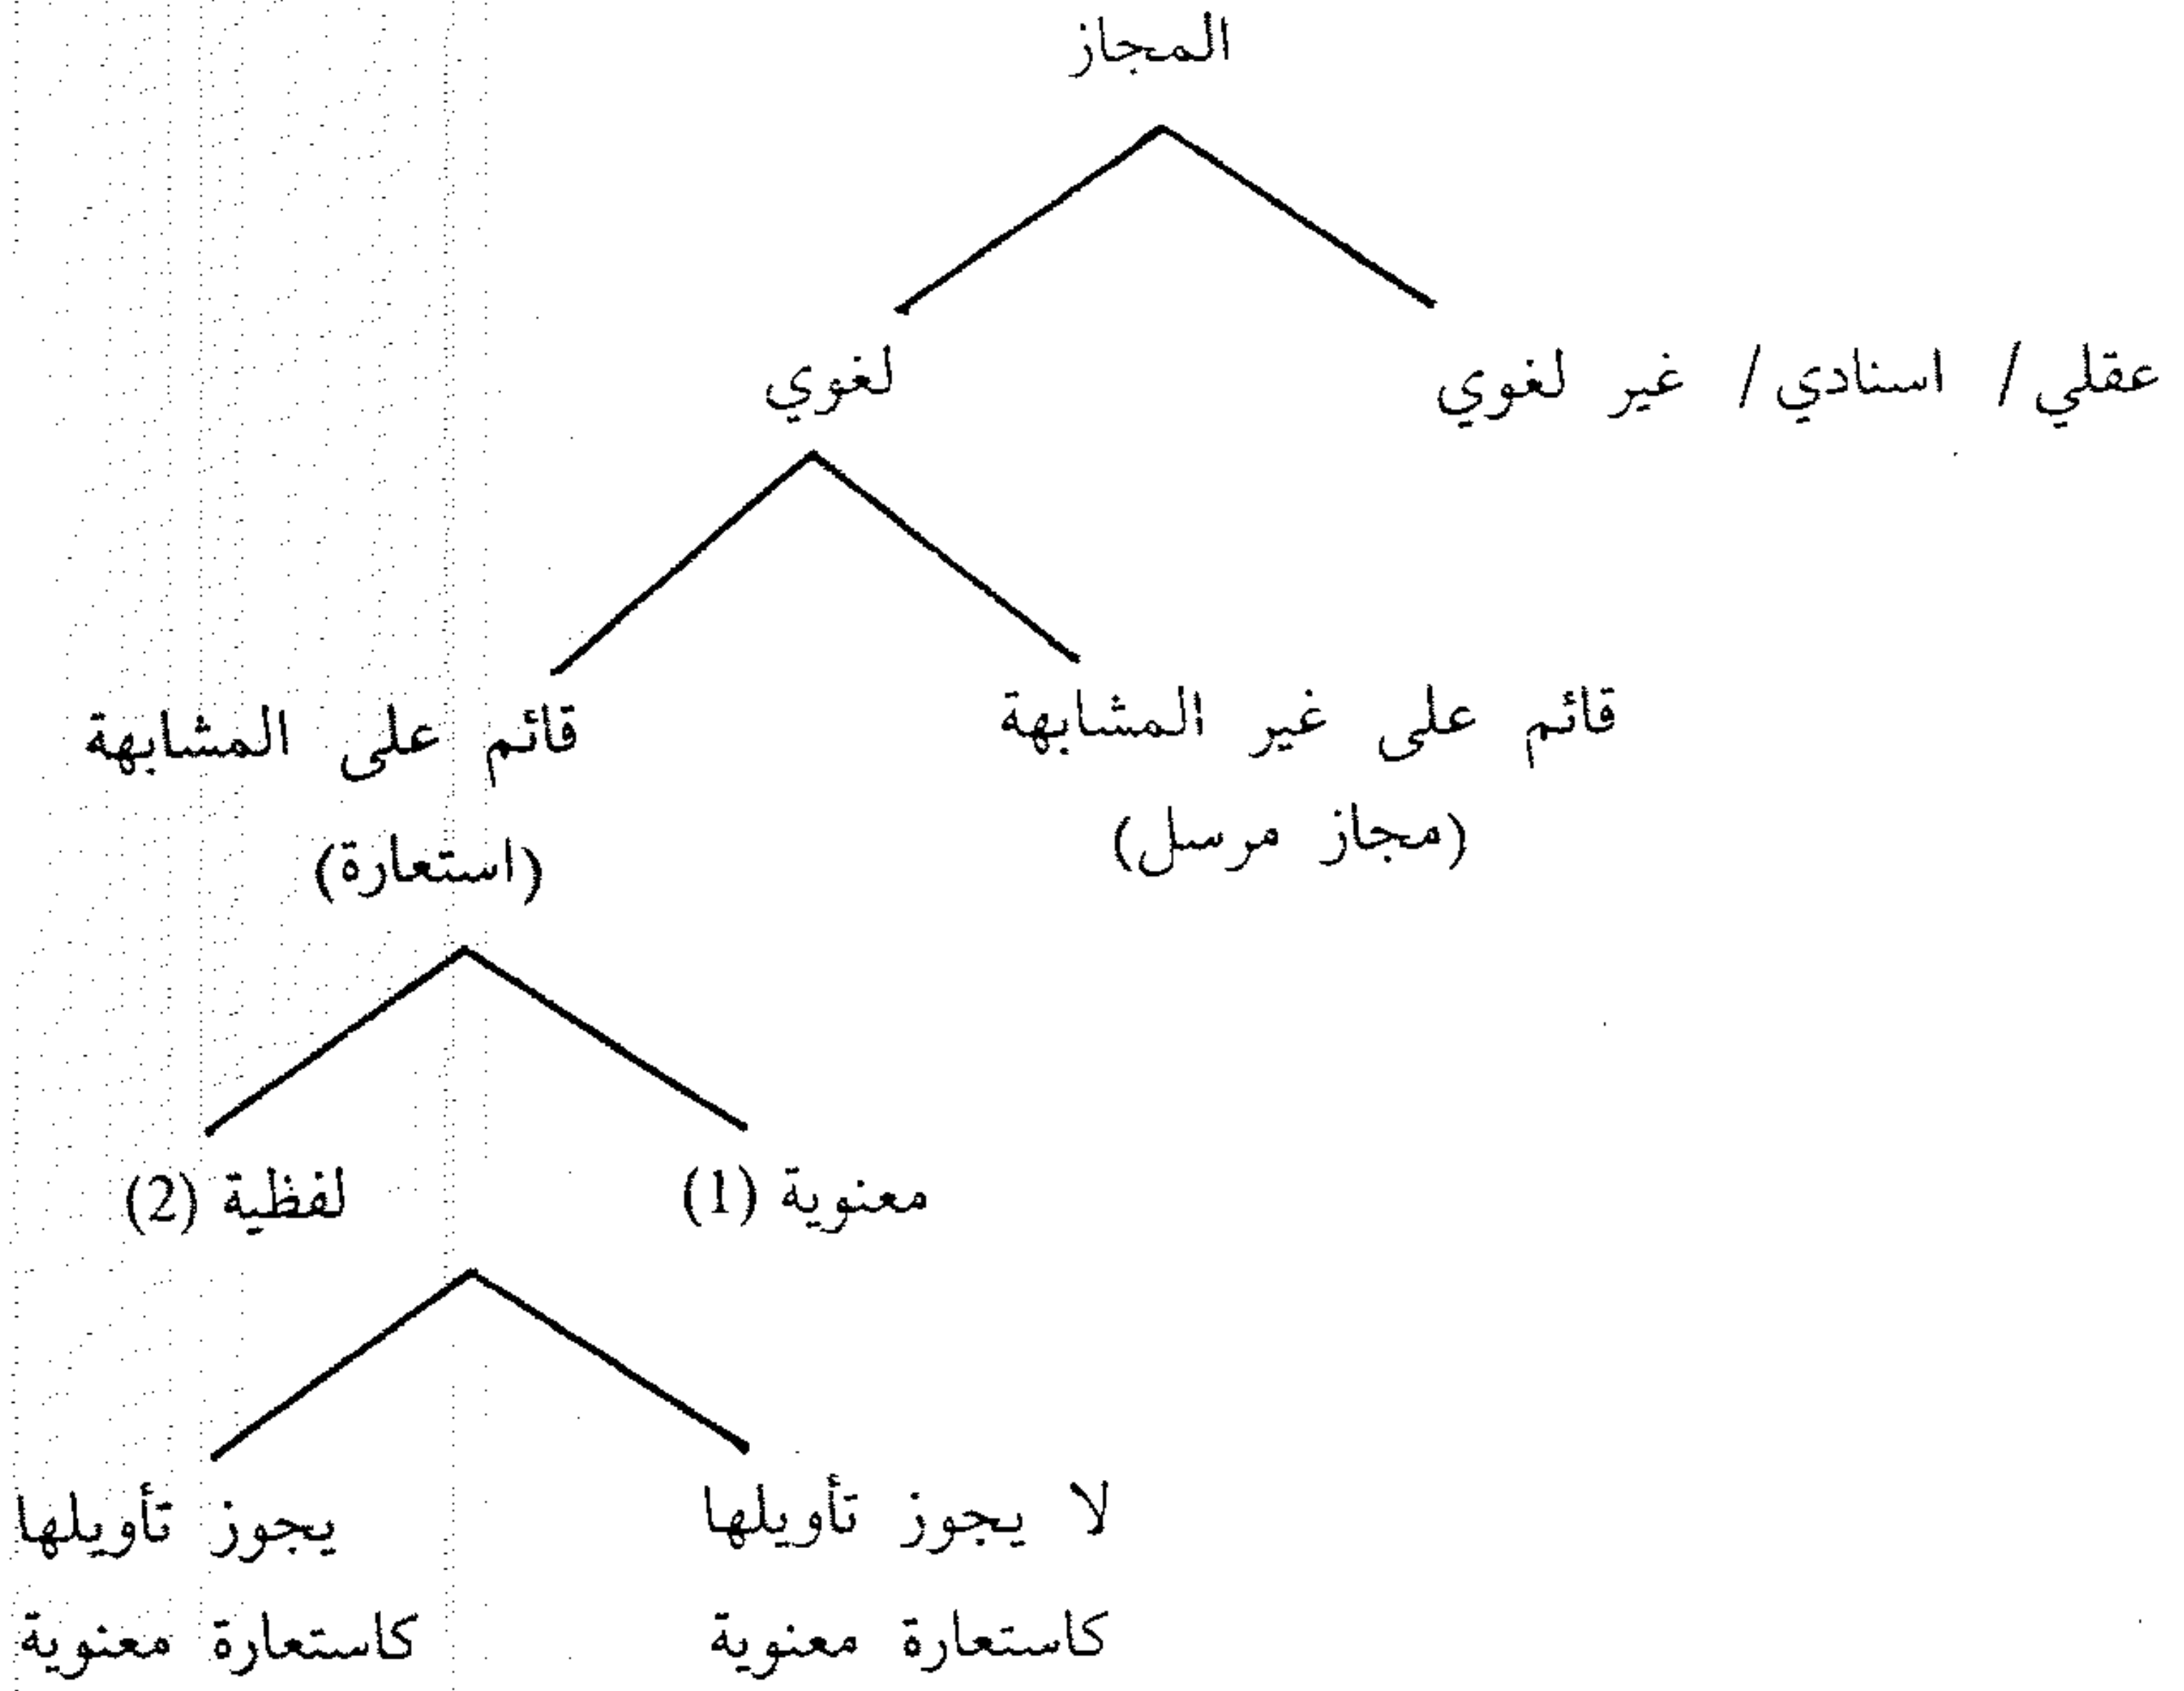 المجاز
عقلي / اسنادي / غير لغوي
لغوي
قائم على غير المشابهة
(مجاز مرسل)
قائم على المشابهة
(استعارة)
معنوية (1)
لفظية (2)
لا يجوز تأويلها
كاستعارة معنوية
يجوز تأويلها
كاستعارة معنوية